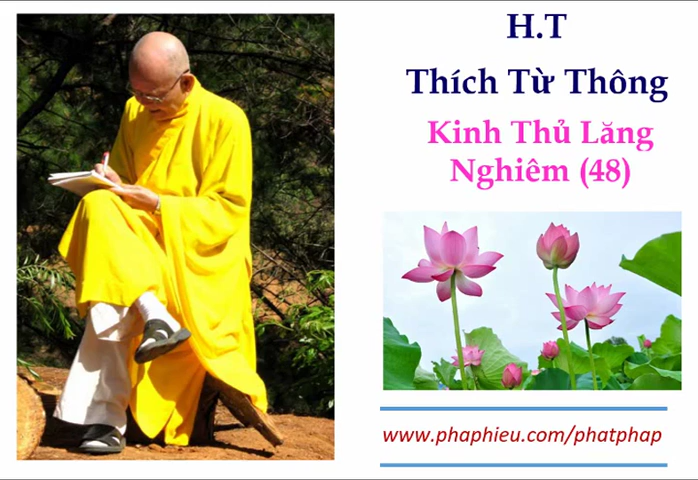 H.T
Thích Từ Thông
Kinh Thủ Lăng
Nghiêm (48)
www.phaphieu.com/phatphap